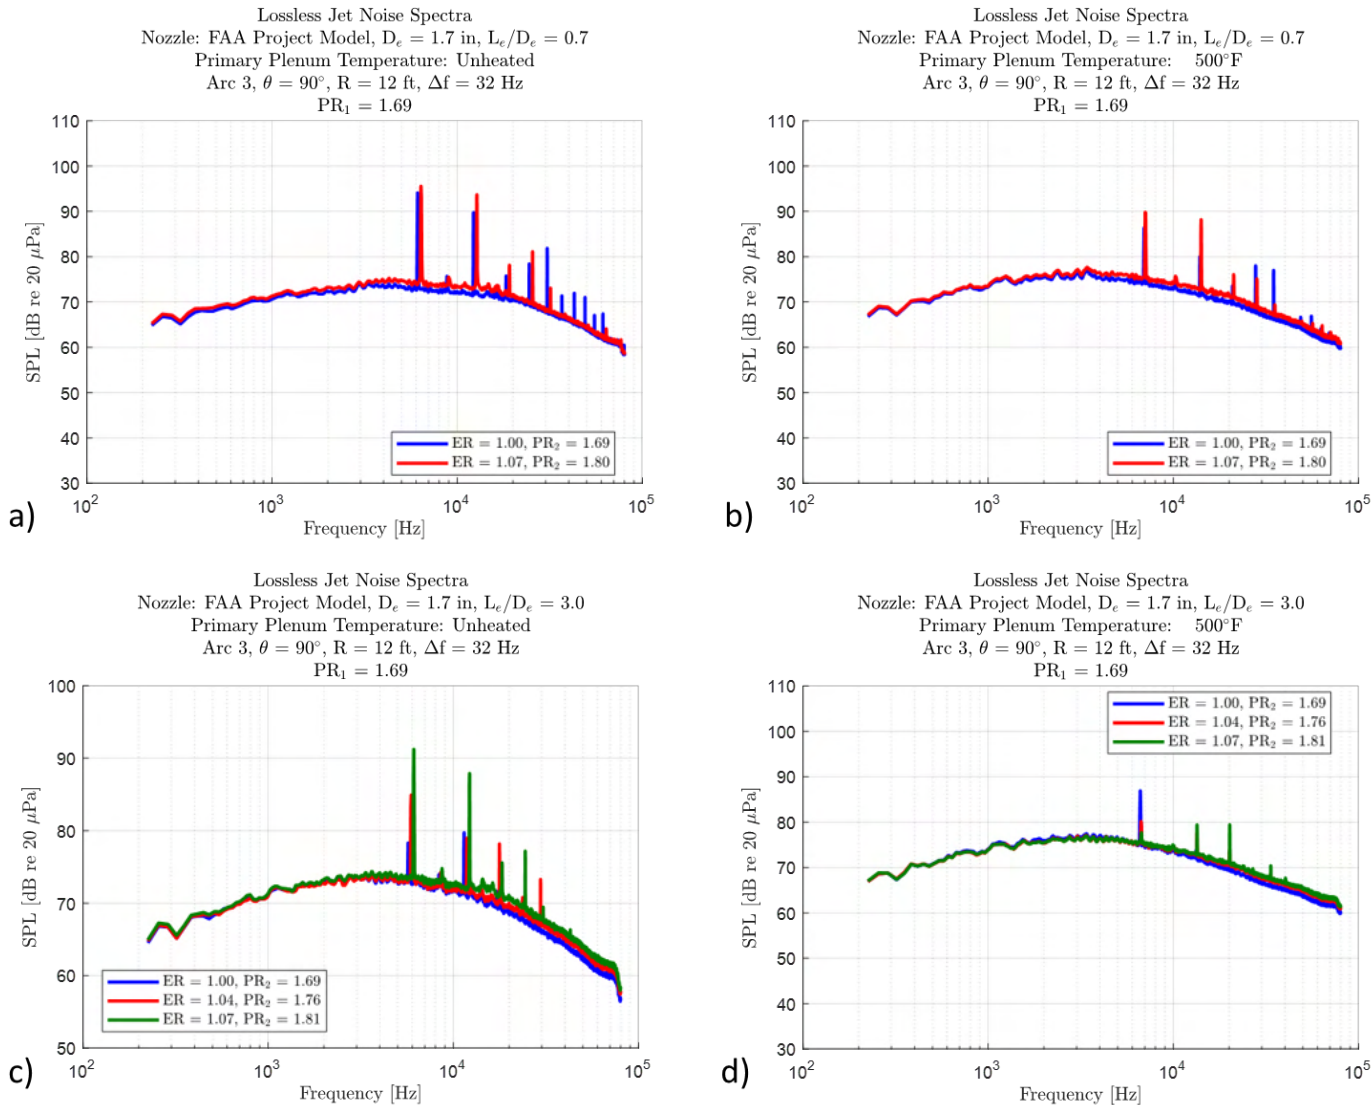 Lossless Jet Noise Spectra
Nozzle: FAA Project Model, Dₑ = 1.7 in, Lₑ/Dₑ = 0.7
Primary Plenum Temperature: Unheated
Arc 3, θ = 90°, R = 12 ft, Δf = 32 Hz
PR₁ = 1.69
110
100
90
80
70
60
50
40
30
SPL [dB re 20 μPa]
ER = 1.00, PR₂ = 1.69
ER = 1.07, PR₂ = 1.80
10²
10³
10⁴
10⁵
Frequency [Hz]
a)
Lossless Jet Noise Spectra
Nozzle: FAA Project Model, Dₑ = 1.7 in, Lₑ/Dₑ = 0.7
Primary Plenum Temperature: 500°F
Arc 3, θ = 90°, R = 12 ft, Δf = 32 Hz
PR₁ = 1.69
110
100
90
80
70
60
50
40
30
SPL [dB re 20 μPa]
ER = 1.00, PR₂ = 1.69
ER = 1.07, PR₂ = 1.80
10²
10³
10⁴
10⁵
Frequency [Hz]
b)
Lossless Jet Noise Spectra
Nozzle: FAA Project Model, Dₑ = 1.7 in, Lₑ/Dₑ = 3.0
Primary Plenum Temperature: Unheated
Arc 3, θ = 90°, R = 12 ft, Δf = 32 Hz
PR₁ = 1.69
100
90
80
70
60
50
SPL [dB re 20 μPa]
ER = 1.00, PR₂ = 1.69
ER = 1.04, PR₂ = 1.76
ER = 1.07, PR₂ = 1.81
10²
10³
10⁴
10⁵
Frequency [Hz]
c)
Lossless Jet Noise Spectra
Nozzle: FAA Project Model, Dₑ = 1.7 in, Lₑ/Dₑ = 3.0
Primary Plenum Temperature: 500°F
Arc 3, θ = 90°, R = 12 ft, Δf = 32 Hz
PR₁ = 1.69
110
100
90
80
70
60
50
40
30
SPL [dB re 20 μPa]
ER = 1.00, PR₂ = 1.69
ER = 1.04, PR₂ = 1.76
ER = 1.07, PR₂ = 1.81
10²
10³
10⁴
10⁵
Frequency [Hz]
d)